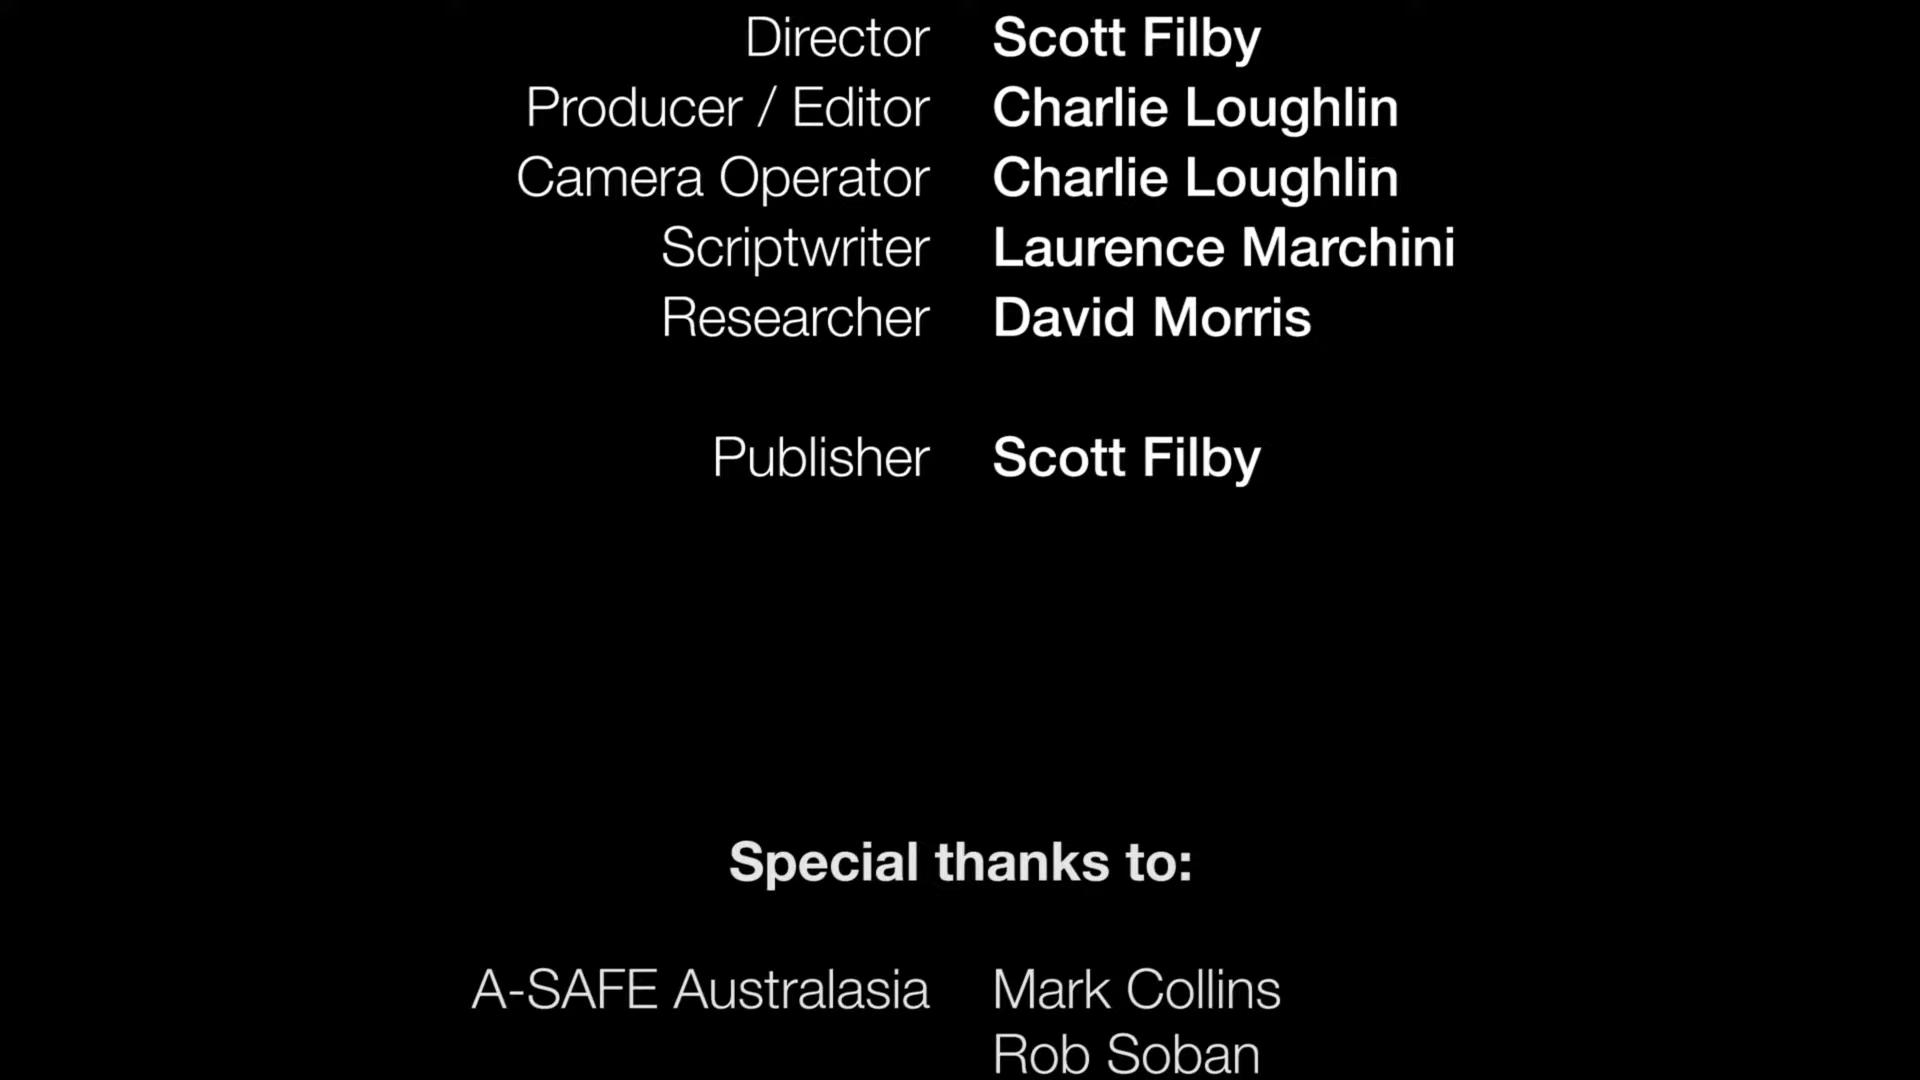 Director Scott Filby
Producer / Editor Charlie Loughlin
Camera Operator Charlie Loughlin
Scriptwriter Laurence Marchini
Researcher David Morris
Publisher Scott Filby
Special thanks to:
A-SAFE Australasia Mark Collins
Rob Soban